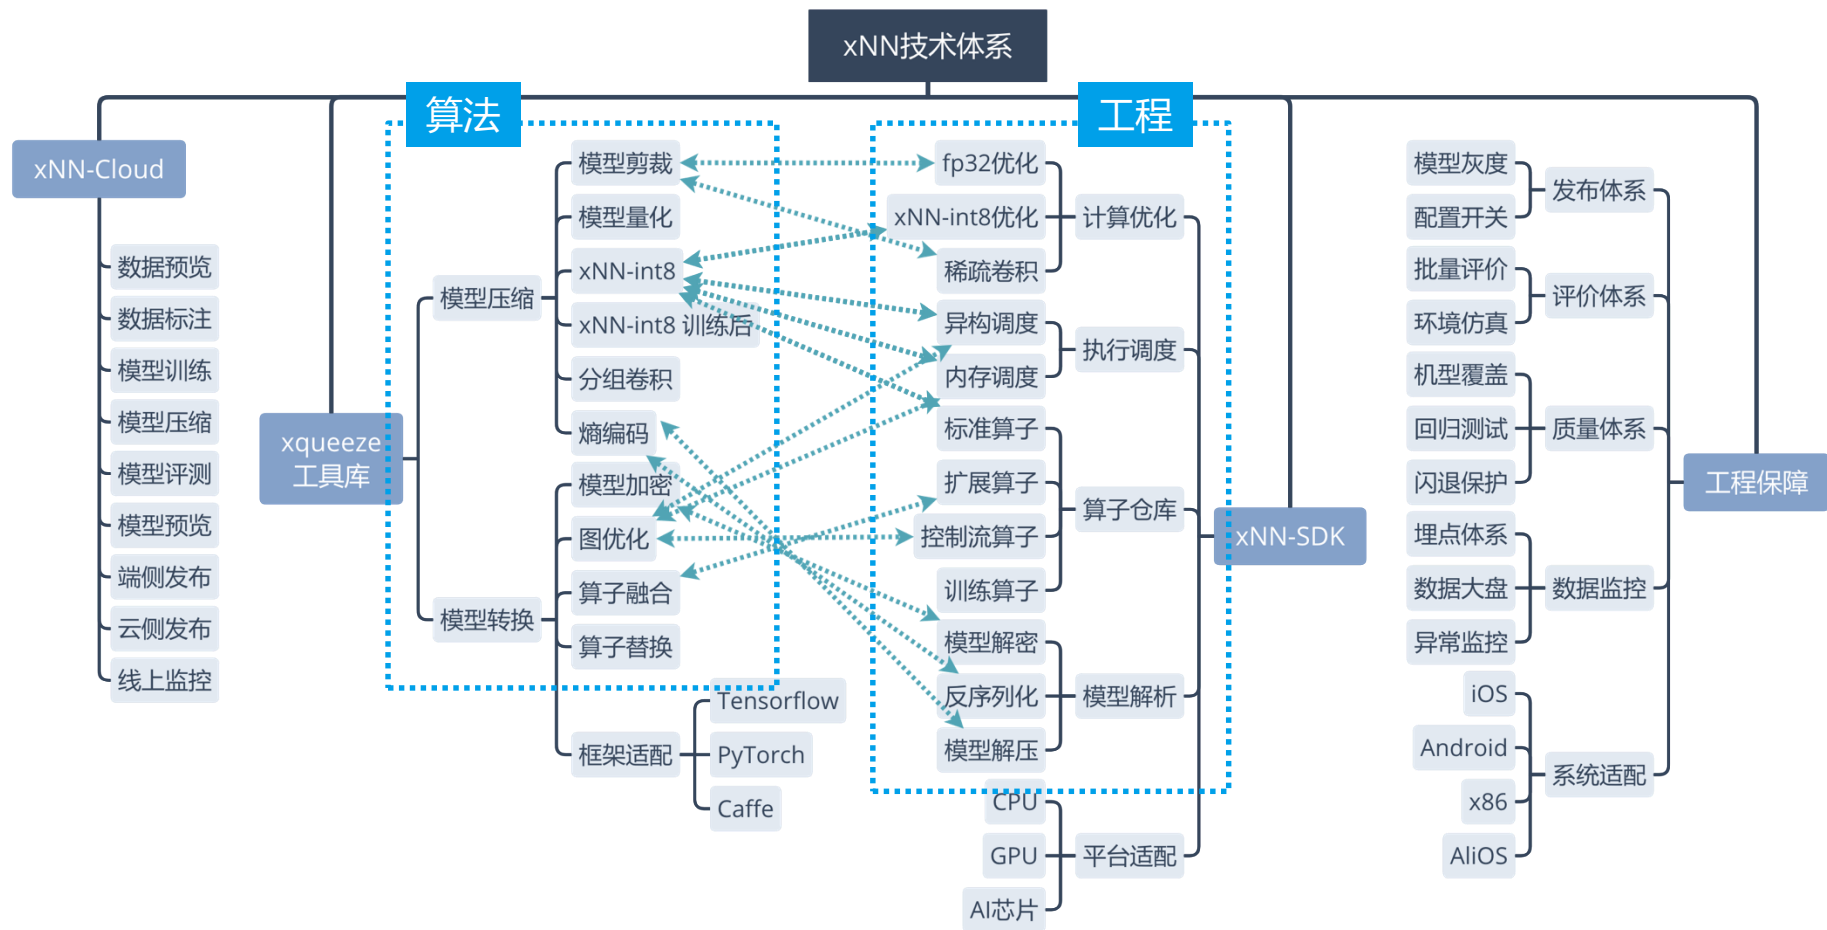 xNN技术体系
算法
工程
xNN-Cloud
数据预览
数据标注
模型训练
模型压缩
模型评测
模型预览
端侧发布
云侧发布
线上监控
xqueeze
工具库
模型压缩
模型剪裁
模型量化
xNN-int8
xNN-int8 训练后
分组卷积
熵编码
模型转换
模型加密
图优化
算子融合
算子替换
框架适配
Tensorflow
PyTorch
Caffe
fp32优化
xNN-int8优化
稀疏卷积
计算优化
异构调度
内存调度
执行调度
标准算子
扩展算子
控制流算子
训练算子
算子仓库
模型解密
反序列化
模型解压
模型解析
CPU
GPU
AI芯片
平台适配
xNN-SDK
模型灰度
配置开关
发布体系
批量评价
环境仿真
评价体系
机型覆盖
回归测试
闪退保护
质量体系
埋点体系
数据大盘
异常监控
数据监控
iOS
Android
x86
AliOS
系统适配
工程保障